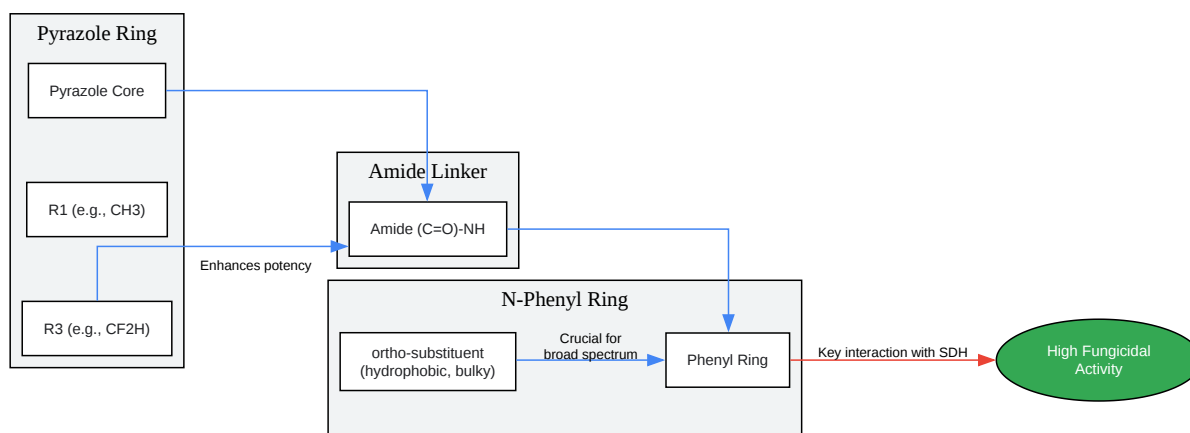 Pyrazole Ring
Pyrazole Core
R1 (e.g., CH3)
R3 (e.g., CF2H)
Enhances potency
Amide Linker
Amide (C=O)-NH
N-Phenyl Ring
ortho-substituent
(hydrophobic, bulky)
Crucial for
broad spectrum
Phenyl Ring
Key interaction with SDH
High Fungicidal
Activity